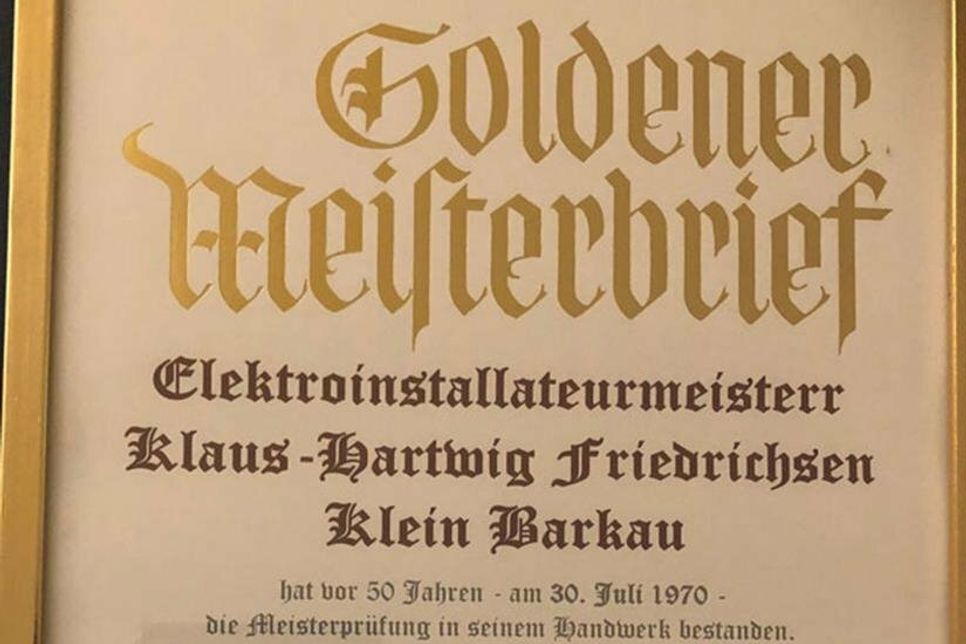 Goldener
Meisterbrief
Elektroinstallateurmeisterr
Klaus-Hartwig Friedrichsen
Klein Barkau
hat vor 50 Jahren - am 30. Juli 1970 -
die Meisterprüfung in seinem Handwerk bestanden.